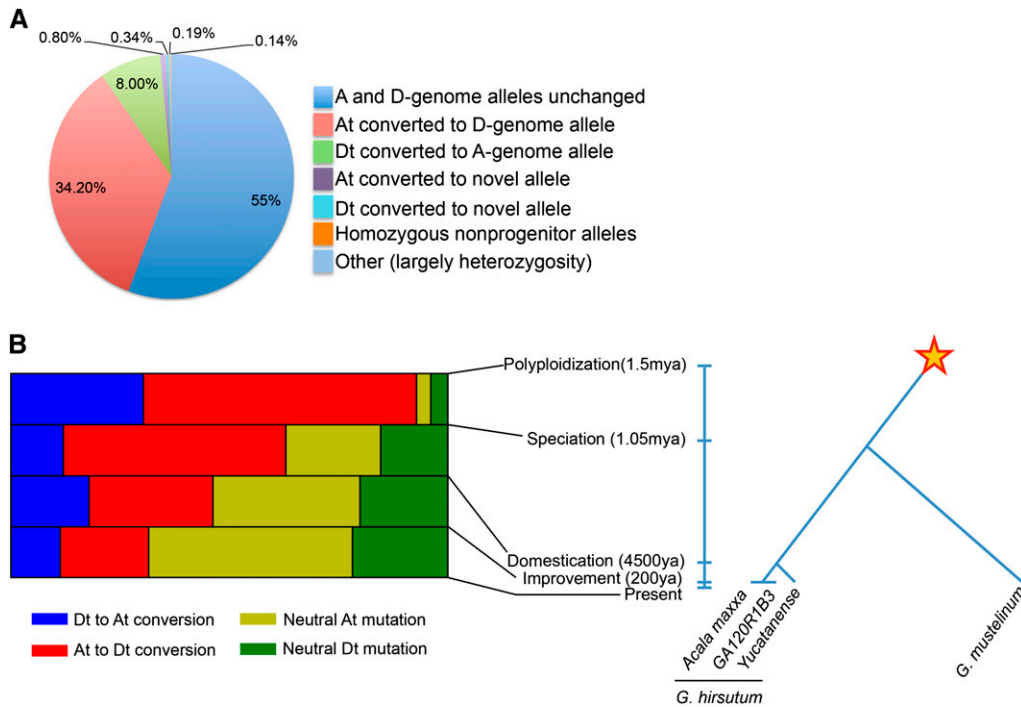 A
0.80%
0.34%
0.19%
0.14%
8.00%
34.20%
55%
A and D-genome alleles unchanged
At converted to D-genome allele
Dt converted to A-genome allele
At converted to novel allele
Dt converted to novel allele
Homozygous nonprogenitor alleles
Other (largely heterozygosity)
B
Polyploidization(1.5mya)
Speciation (1.05mya)
Domestication (4500ya)
Improvement (200ya)
Present
Dt to At conversion
Neutral At mutation
At to Dt conversion
Neutral Dt mutation
Acala maxxa
GA120R1B3
Yucatanense
G. mustelinum
G. hirsutum